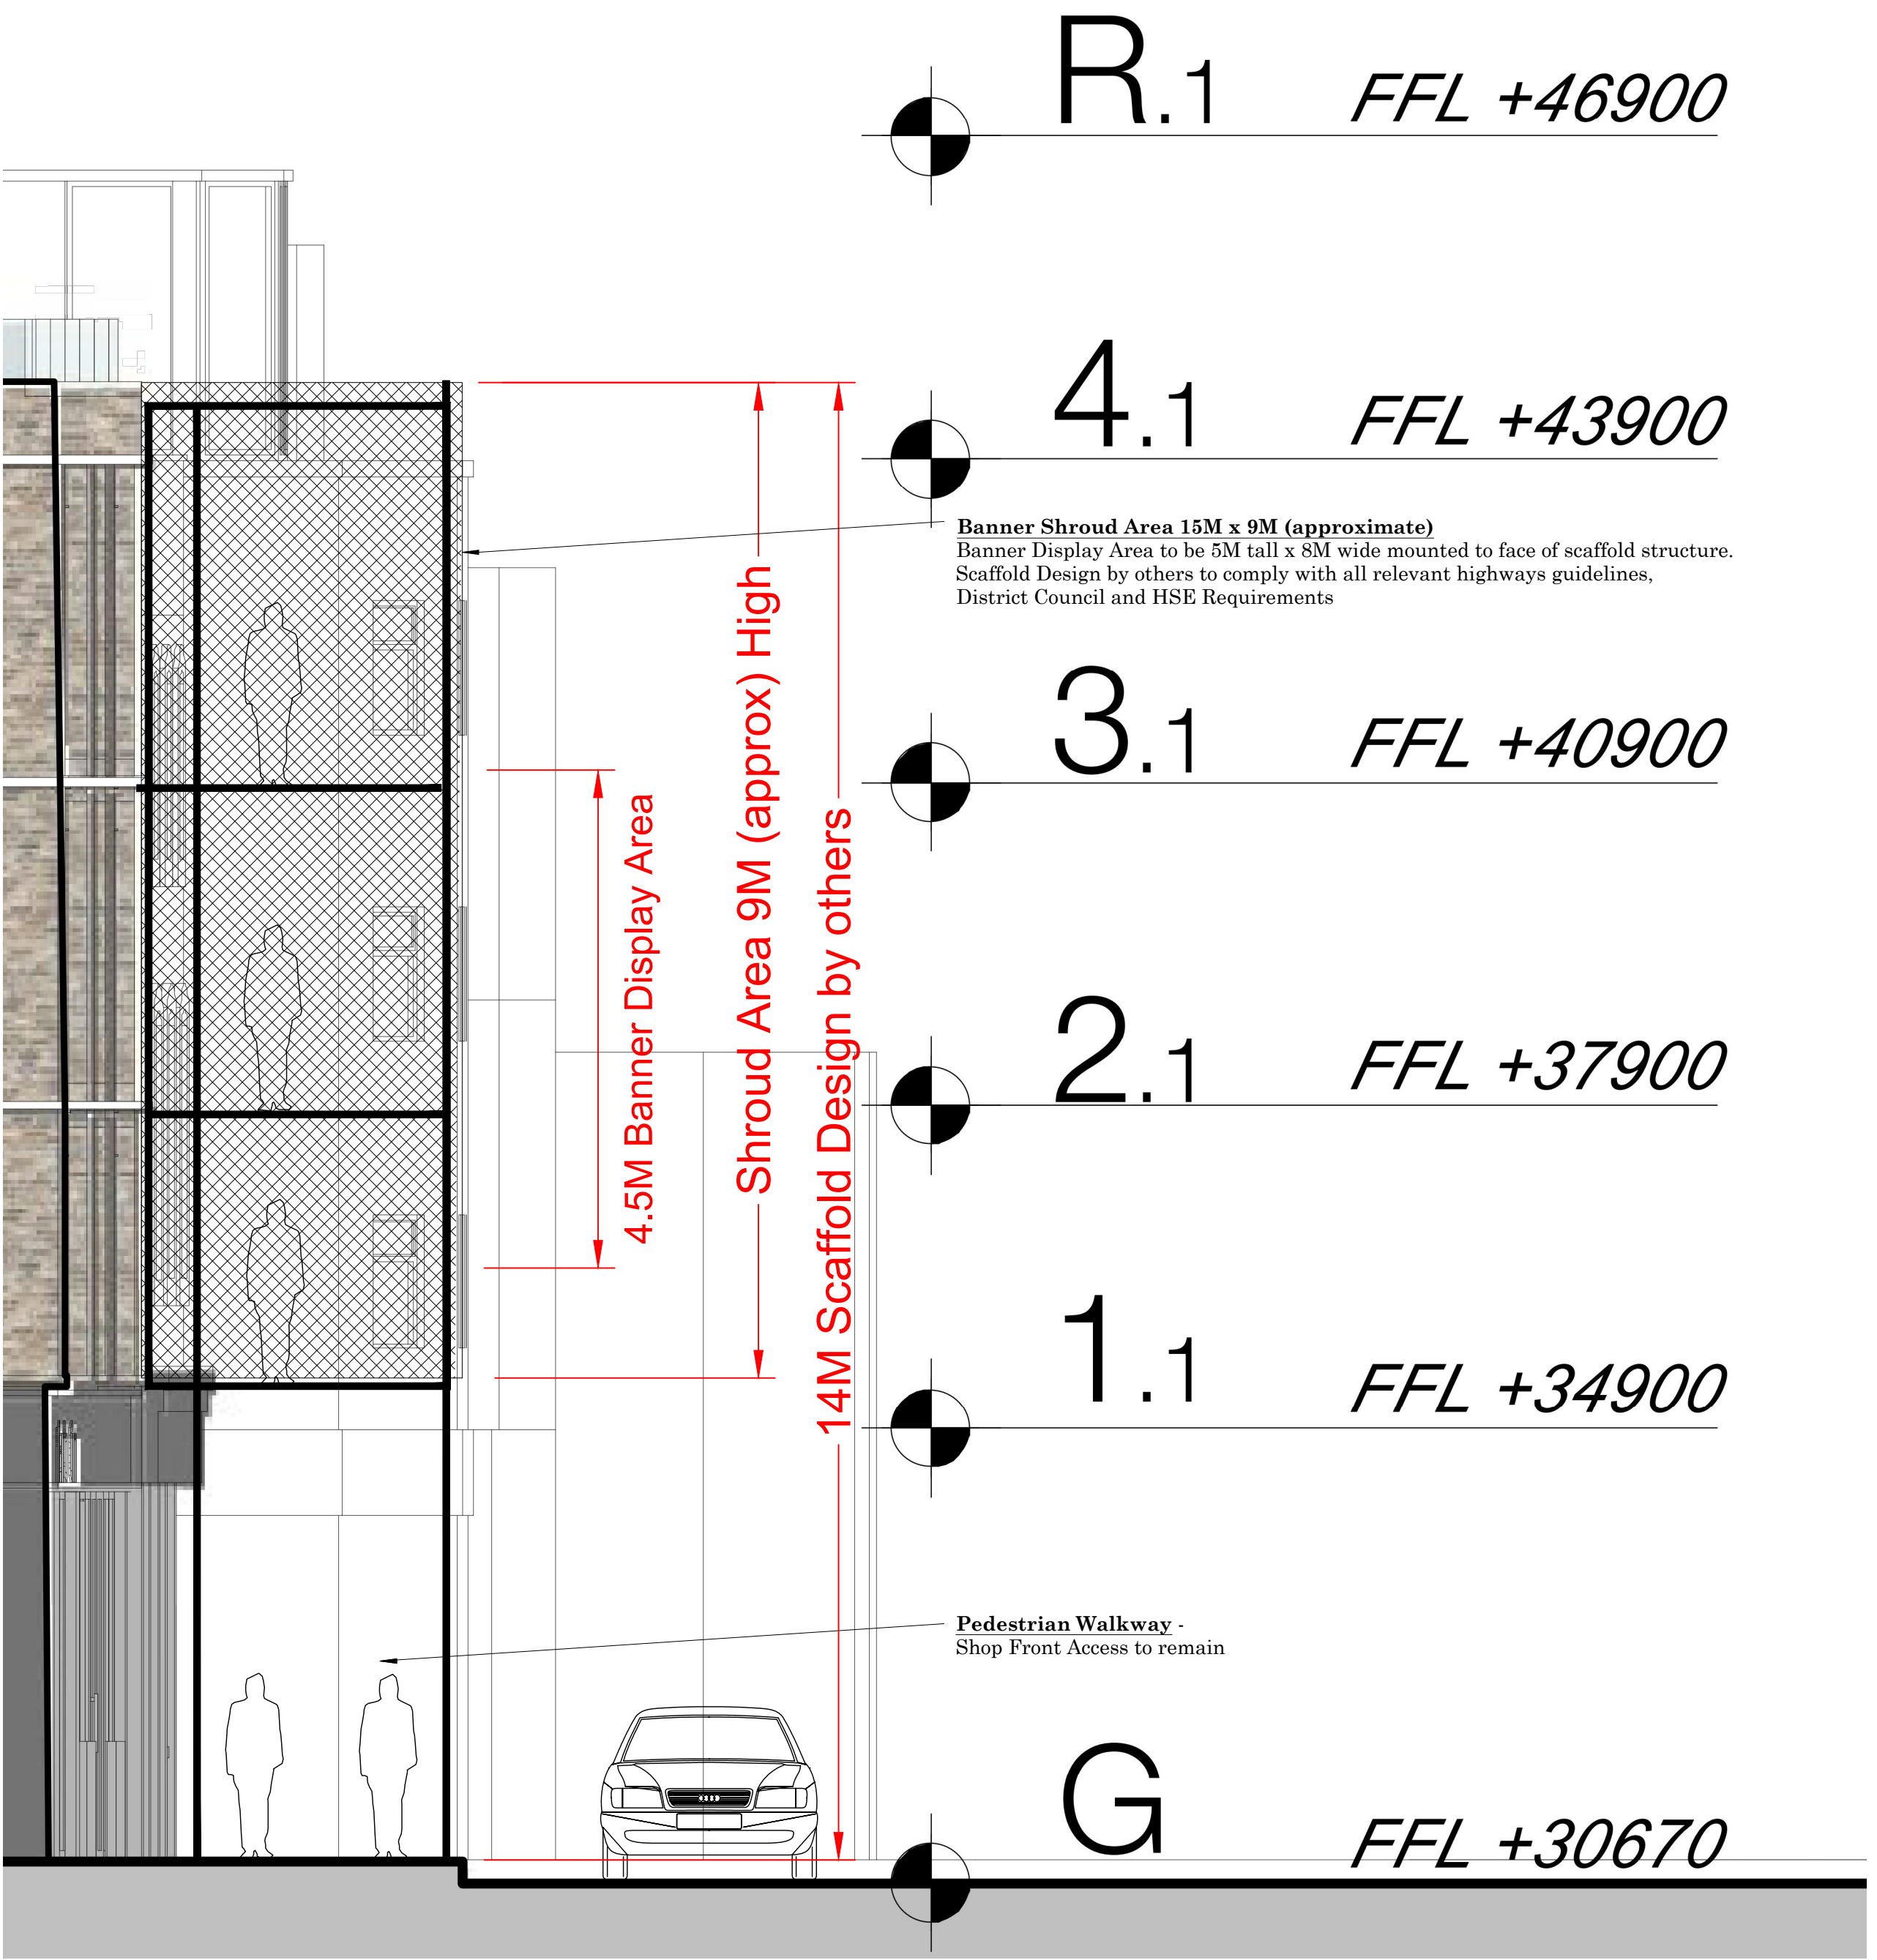 R.1 FFL +46900
4.1 FFL +43900
Banner Shroud Area 15M x 9M (approximate)
Banner Display Area to be 5M tall x 8M wide mounted to face of scaffold structure.
Scaffold Design by others to comply with all relevant highways guidelines,
District Council and HSE Requirements
3.1 FFL +40900
4.5M Banner Display Area
Shroud Area 9M (approx) High
14M Scaffold Design by others
2.1 FFL +37900
1.1 FFL +34900
Pedestrian Walkway -
Shop Front Access to remain
G FFL +30670